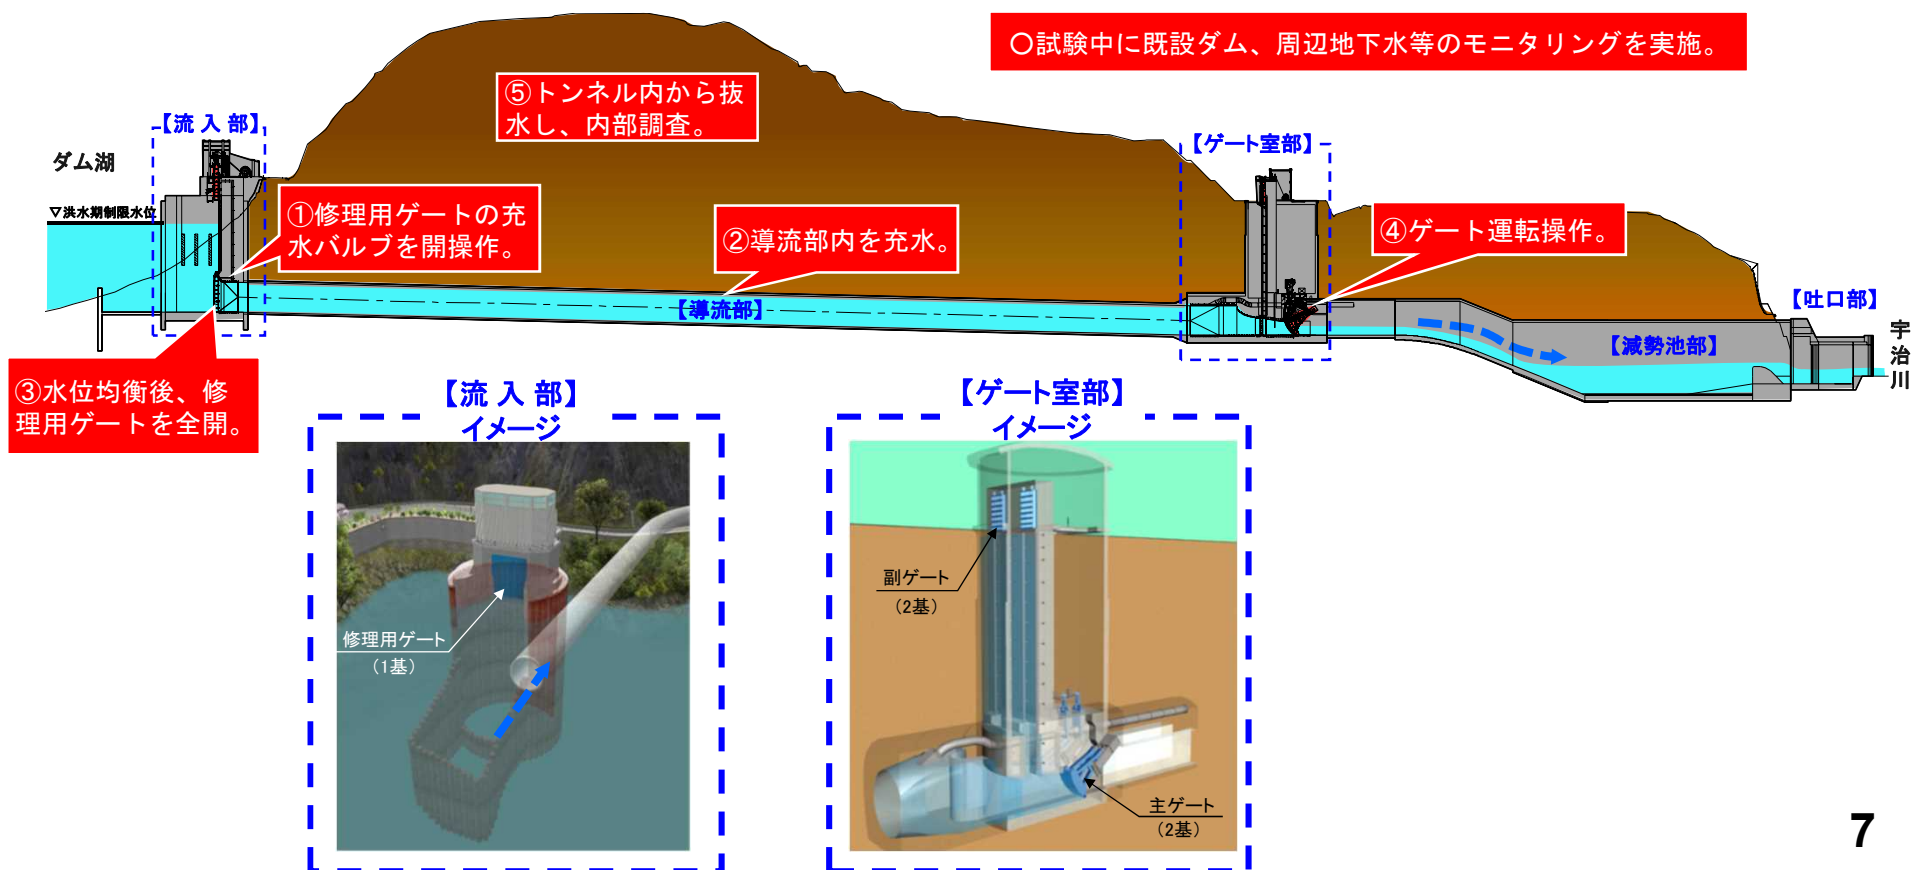 〇試験中に既設ダム、周辺地下水等のモニタリングを実施。
⑤トンネル内から抜
水し、内部調査。
【流入部】
【ゲート室部】
ダム湖
▽洪水期制限水位
①修理用ゲートの充
水バルブを開操作。
②導流部内を充水。
④ゲート運転操作。
【導流部】
【吐口部】
【減勢池部】
宇治川
③水位均衡後、修
理用ゲートを全開。
【流入部】
イメージ
修理用ゲート
(1基)
【ゲート室部】
イメージ
副ゲート
(2基)
主ゲート
(2基)
7